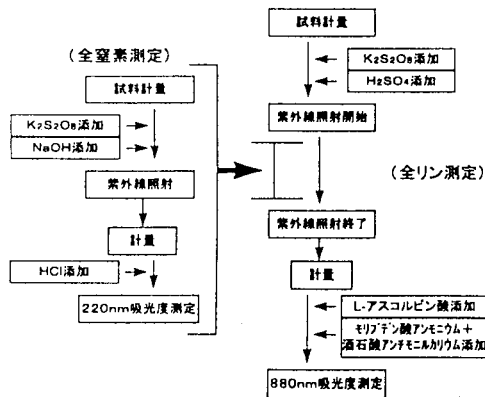 (全窒素測定)
試料計量
K2S2O8添加
NaOH添加
紫外線照射
計量
HCl添加
220nm吸光度測定
試料計量
K2S2O8添加
H2SO4添加
紫外線照射開始
(全リン測定)
紫外線照射終了
計量
L-アスコルビン酸添加
モリブデン酸アンモニウム+
酒石酸アンチモニルカリウム添加
880nm吸光度測定